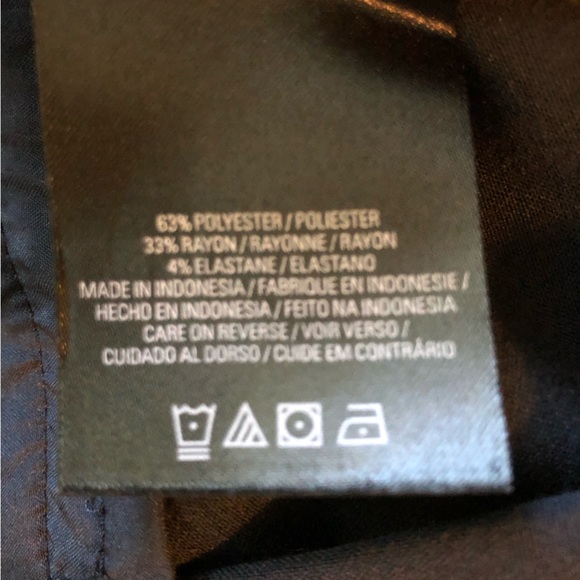 63% POLYESTER / POLIESTER
33% RAYON / RAYONNE / RAYON
4% ELASTANE / ELASTANO
MADE IN INDONESIA / FABRIQUE EN INDONESIE /
HECHO EN INDONESIA / FEITO NA INDONESIA
CARE ON REVERSE / VOIR VERSO /
CUIDADO AL DORSO / CUIDE EM CONTRÁRIO